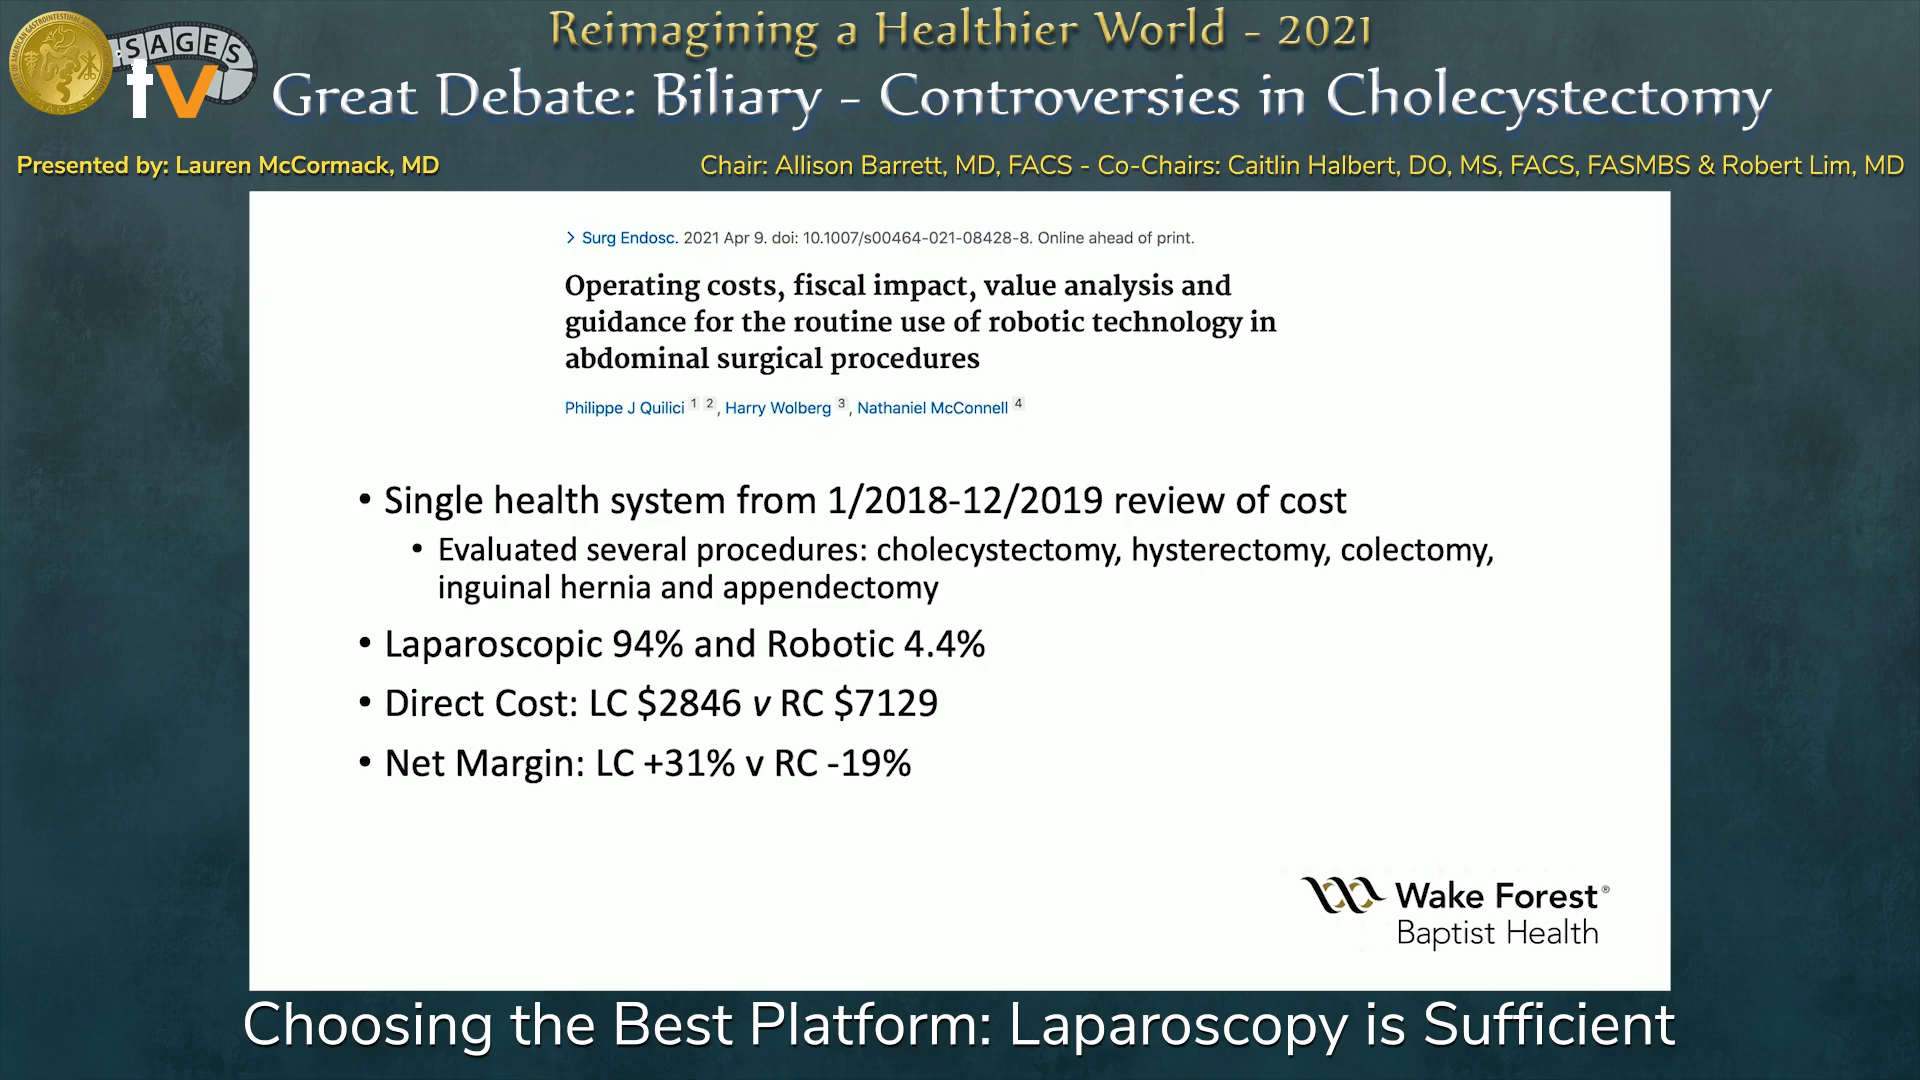 SAGES
tv
Reimagining a Healthier World - 2021
Great Debate: Biliary - Controversies in Cholecystectomy
Presented by: Lauren McCormack, MD
Chair: Allison Barrett, MD, FACS - Co-Chairs: Caitlin Halbert, DO, MS, FACS, FASMBS & Robert Lim, MD
> Surg Endosc. 2021 Apr 9. doi: 10.1007/s00464-021-08428-8. Online ahead of print.
Operating costs, fiscal impact, value analysis and
guidance for the routine use of robotic technology in
abdominal surgical procedures
Philippe J Quilici 1 2, Harry Wolberg 3, Nathaniel McConnell 4
• Single health system from 1/2018-12/2019 review of cost
• Evaluated several procedures: cholecystectomy, hysterectomy, colectomy,
inguinal hernia and appendectomy
• Laparoscopic 94% and Robotic 4.4%
• Direct Cost: LC $2846 v RC $7129
• Net Margin: LC +31% v RC -19%
Wake Forest®
Baptist Health
Choosing the Best Platform: Laparoscopy is Sufficient